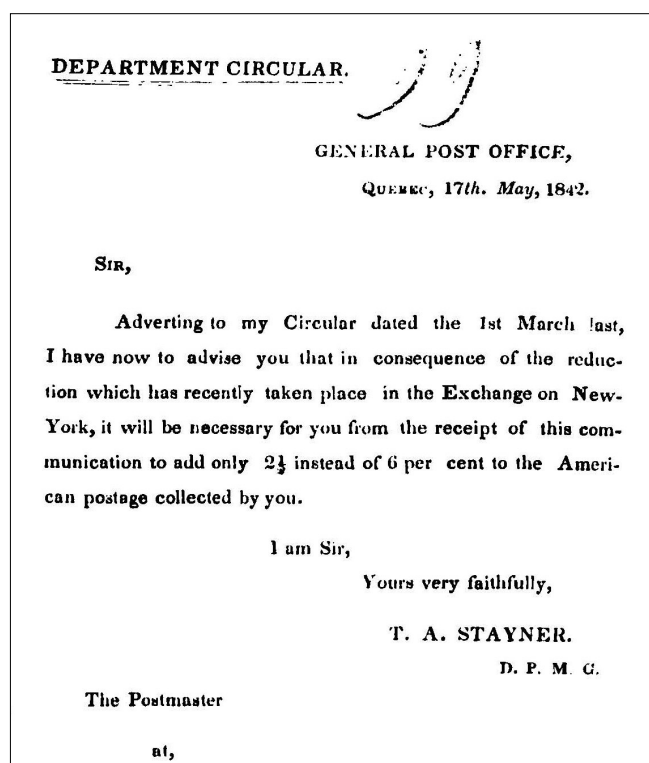 DEPARTMENT CIRCULAR.
GENERAL POST OFFICE,
QUEBEC, 17th. May, 1842.
SIR,
Adverting to my Circular dated the 1st March last,
I have now to advise you that in consequence of the reduc-
tion which has recently taken place in the Exchange on New-
York, it will be necessary for you from the receipt of this com-
munication to add only 2½ instead of 6 per cent to the Ameri-
can postage collected by you.
I am Sir,
Yours very faithfully,
T. A. STAYNER.
D. P. M. G.
The Postmaster
at,